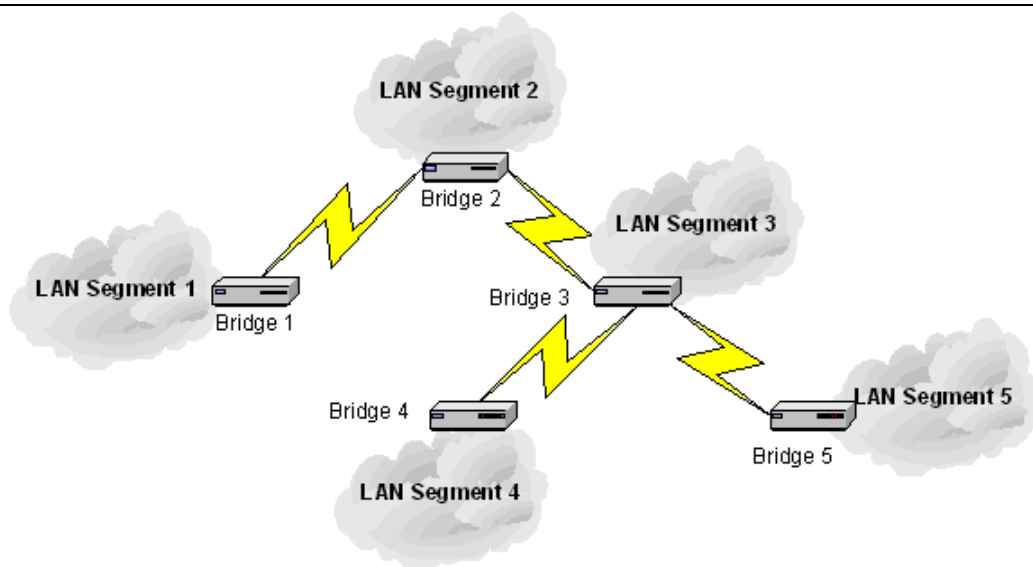 LAN Segment 2
Bridge 2
LAN Segment 3
LAN Segment 1
Bridge 3
Bridge 1
LAN Segment 5
Bridge 4
Bridge 5
LAN Segment 4